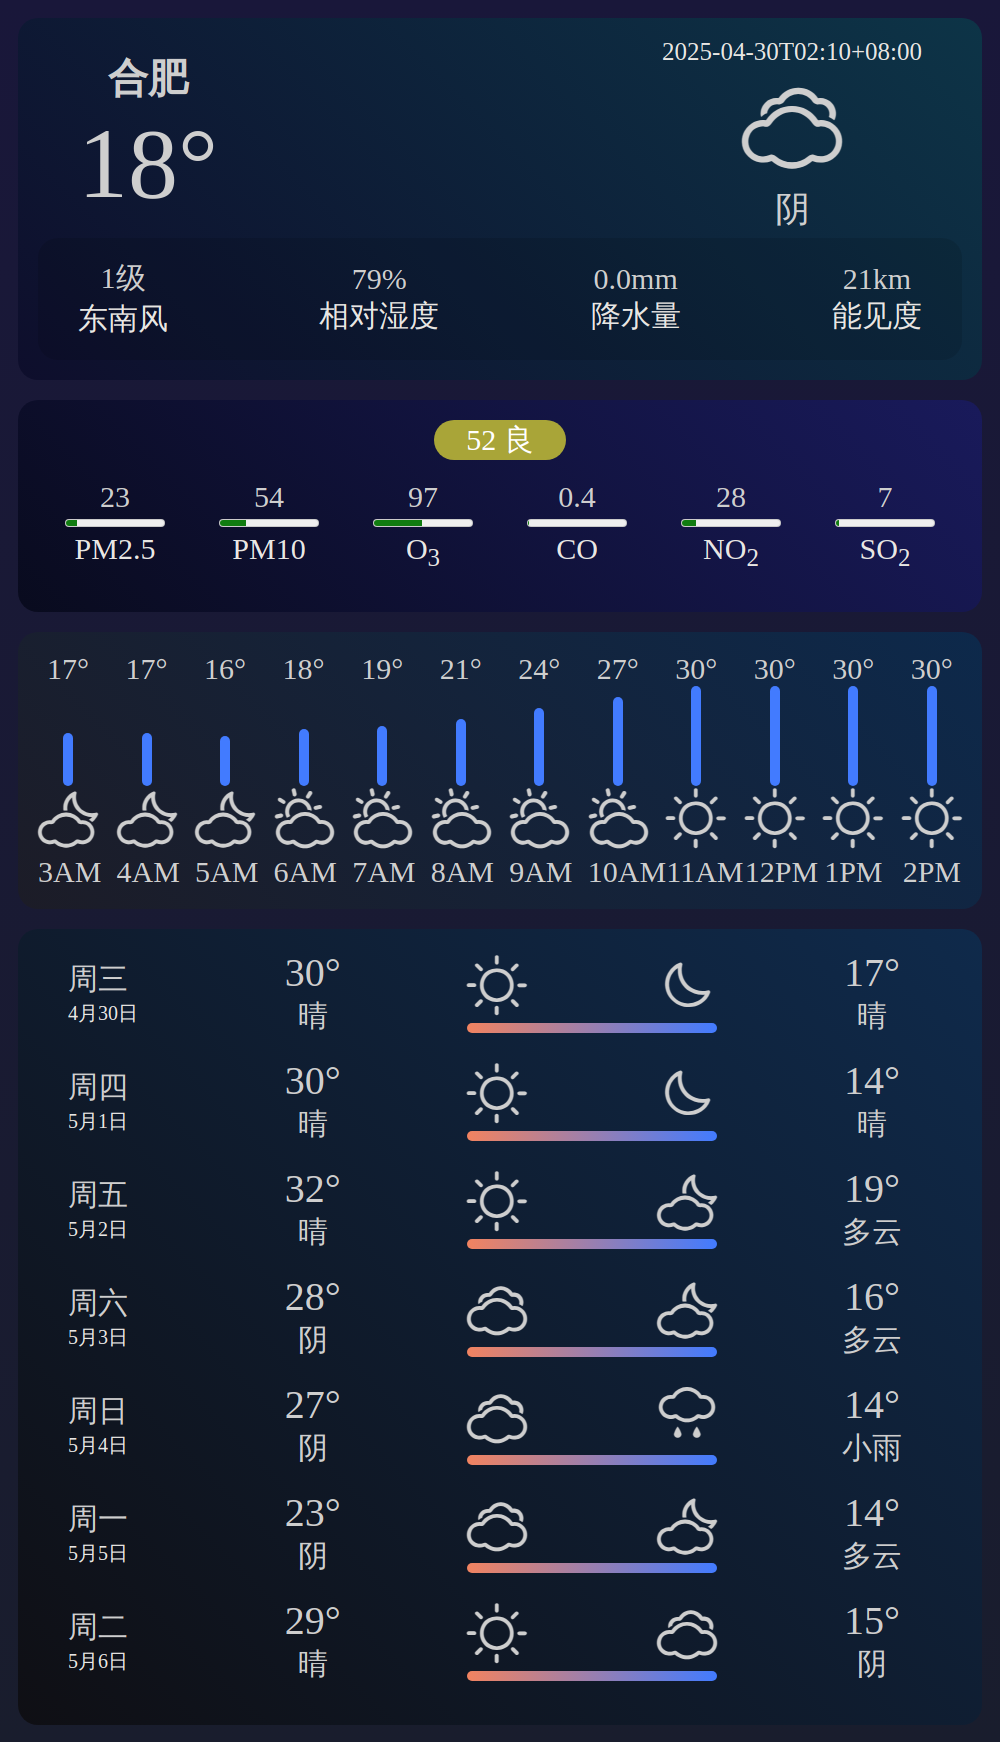 合肥
18°
2025-04-30T02:10+08:00
阴
1级 79% 0.0mm 21km
东南风 相对湿度 降水量 能见度
52 良
23 54 97 0.4 28 7
PM2.5 PM10 O3 CO NO2 SO2
17° 17° 16° 18° 19° 21° 24° 27° 30° 30° 30° 30°
3AM 4AM 5AM 6AM 7AM 8AM 9AM 10AM 11AM 12PM 1PM 2PM
周三 30° 17°
4月30日 晴 晴
周四 30° 14°
5月1日 晴 晴
周五 32° 19°
5月2日 晴 多云
周六 28° 16°
5月3日 阴 多云
周日 27° 14°
5月4日 阴 小雨
周一 23° 14°
5月5日 阴 多云
周二 29° 15°
5月6日 晴 阴